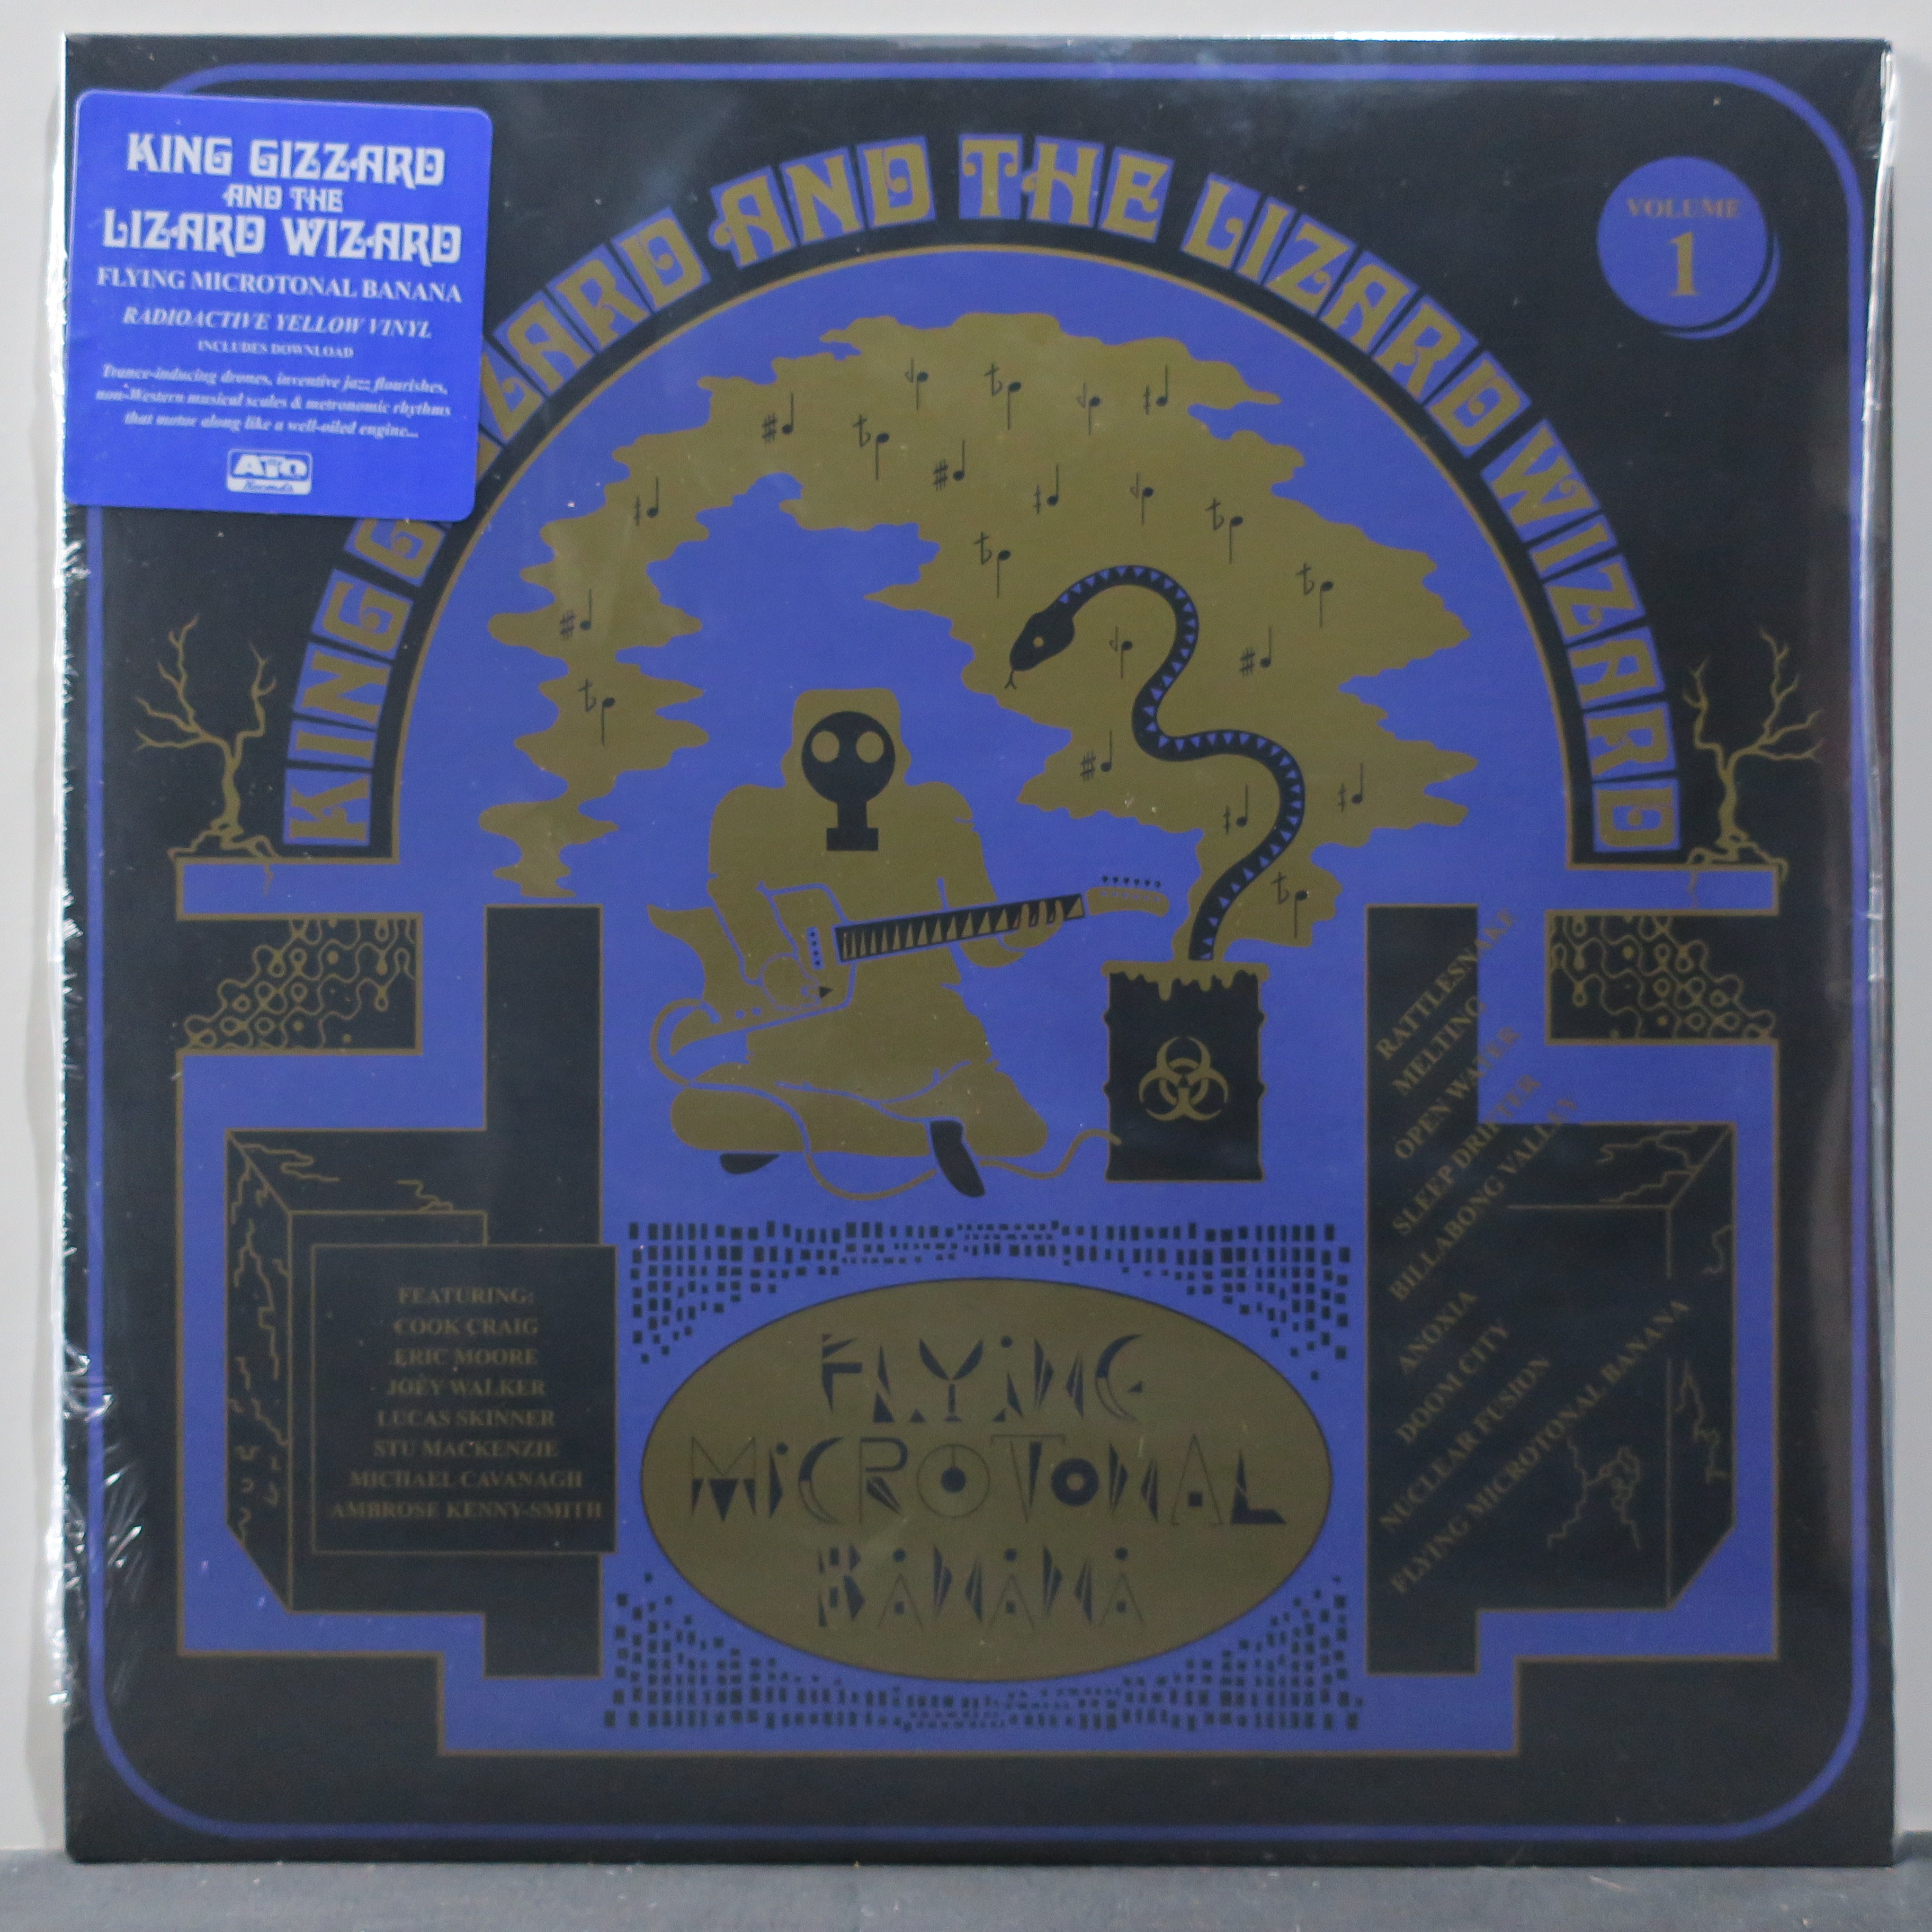 KING GIZZARD
AND THE
LIZARD WIZARD
FLYING MICROTONAL BANANA
RADIOACTIVE YELLOW VINYL
INCLUDES DOWNLOAD
Trance-inducing drones, inventive jazz flourishes,
non-Western musical scales & metronomic rhythms
that motor along like a well-oiled engine...
ATO
Records
KING G ZARD AND THE LIZARD WIZARD
VOLUME
1
RATTLESNAKE
MELTING
OPEN WATER
SLEEP DRIFTER
BILLABONG VALLEY
ANOXIA
DOOM CITY
NUCLEAR FUSION
FLYING MICROTONAL BANANA
FEATURING:
COOK CRAIG
ERIC MOORE
JOEY WALKER
LUCAS SKINNER
STU MACKENZIE
MICHAEL CAVANAGH
AMBROSE KENNY-SMITH
FLYING
MICROTONAL
BANANA